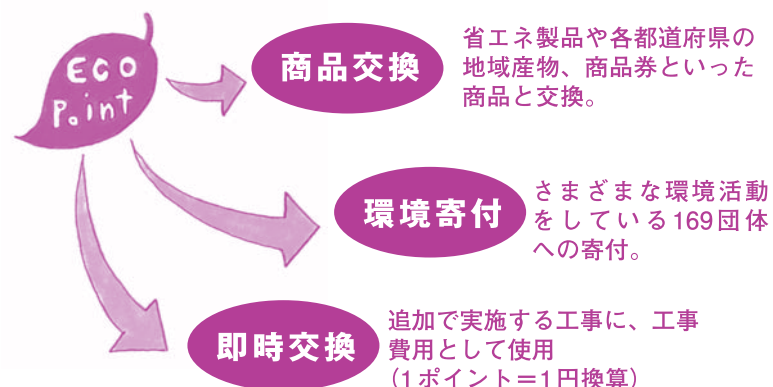 ECO
Point
商品交換
省エネ製品や各都道府県の
地域産物、商品券といった
商品と交換。
環境寄付
さまざまな環境活動
をしている169団体
への寄付。
即時交換
追加で実施する工事に、工事
費用として使用
(1ポイント=1円換算)